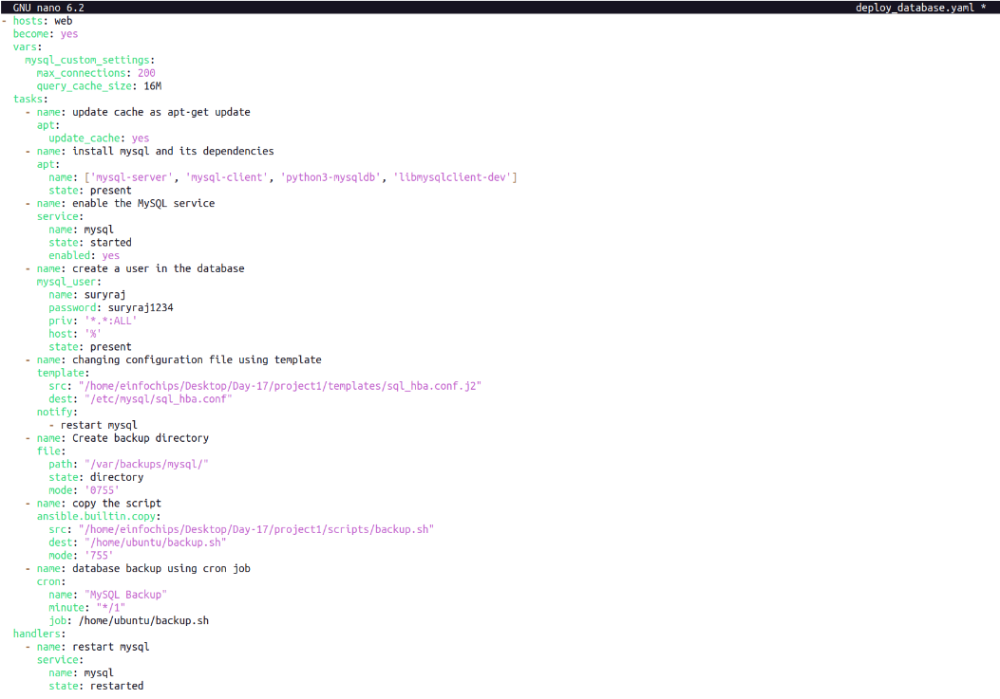 GNU nano 6.2 deploy_database.yaml *
- hosts: web
  become: yes
  vars:
    mysql_custom_settings:
      max_connections: 200
      query_cache_size: 16M
  tasks:
    - name: update cache as apt-get update
      apt:
        update_cache: yes
    - name: install mysql and its dependencies
      apt:
        name: ['mysql-server', 'mysql-client', 'python3-mysqldb', 'libmysqlclient-dev']
        state: present
    - name: enable the MySQL service
      service:
        name: mysql
        state: started
        enabled: yes
    - name: create a user in the database
      mysql_user:
        name: suryraj
        password: suryraj1234
        priv: '*.*:ALL'
        host: '%'
        state: present
    - name: changing configuration file using template
      template:
        src: "/home/einfochips/Desktop/Day-17/project1/templates/sql_hba.conf.j2"
        dest: "/etc/mysql/sql_hba.conf"
      notify:
        - restart mysql
    - name: Create backup directory
      file:
        path: "/var/backups/mysql/"
        state: directory
        mode: '0755'
    - name: copy the script
      ansible.builtin.copy:
        src: "/home/einfochips/Desktop/Day-17/project1/scripts/backup.sh"
        dest: "/home/ubuntu/backup.sh"
        mode: '755'
    - name: database backup using cron job
      cron:
        name: "MySQL Backup"
        minute: "*/1"
        job: /home/ubuntu/backup.sh
  handlers:
    - name: restart mysql
      service:
        name: mysql
        state: restarted